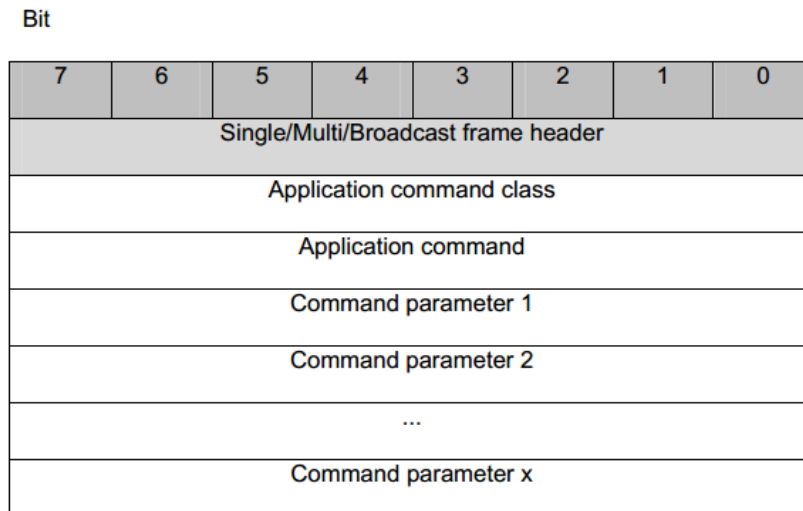 Bit
7 6 5 4 3 2 1 0
Single/Multi/Broadcast frame header
Application command class
Application command
Command parameter 1
Command parameter 2
...
Command parameter x